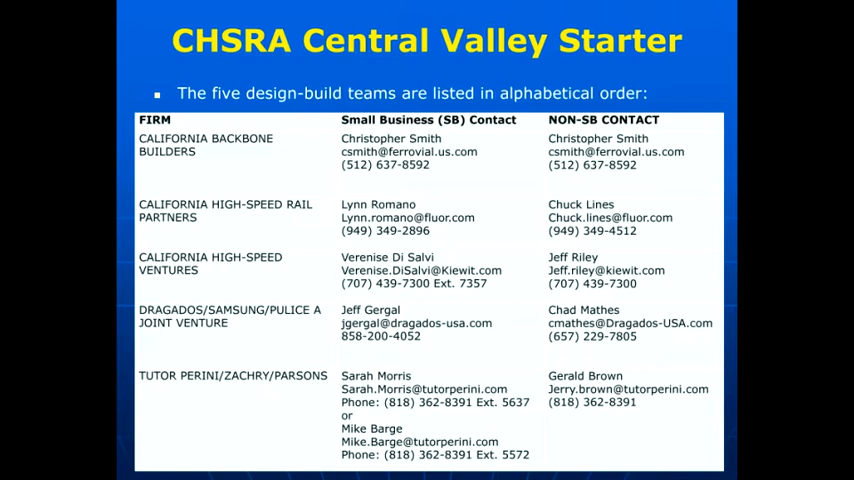 CHSRA Central Valley Starter
▪ The five design-build teams are listed in alphabetical order:
FIRM Small Business (SB) Contact NON-SB CONTACT
CALIFORNIA BACKBONE Christopher Smith Christopher Smith
BUILDERS csmith@ferrovial.us.com csmith@ferrovial.us.com
(512) 637-8592 (512) 637-8592
CALIFORNIA HIGH-SPEED RAIL Lynn Romano Chuck Lines
PARTNERS Lynn.romano@fluor.com Chuck.lines@fluor.com
(949) 349-2896 (949) 349-4512
CALIFORNIA HIGH-SPEED Verenise Di Salvi Jeff Riley
VENTURES Verenise.DiSalvi@Kiewit.com Jeff.riley@kiewit.com
(707) 439-7300 Ext. 7357 (707) 439-7300
DRAGADOS/SAMSUNG/PULICE A Jeff Gergal Chad Mathes
JOINT VENTURE jgergal@dragados-usa.com cmathes@Dragados-USA.com
858-200-4052 (657) 229-7805
TUTOR PERINI/ZACHRY/PARSONS Sarah Morris Gerald Brown
Sarah.Morris@tutorperini.com Jerry.brown@tutorperini.com
Phone: (818) 362-8391 Ext. 5637 (818) 362-8391
or
Mike Barge
Mike.Barge@tutorperini.com
Phone: (818) 362-8391 Ext. 5572